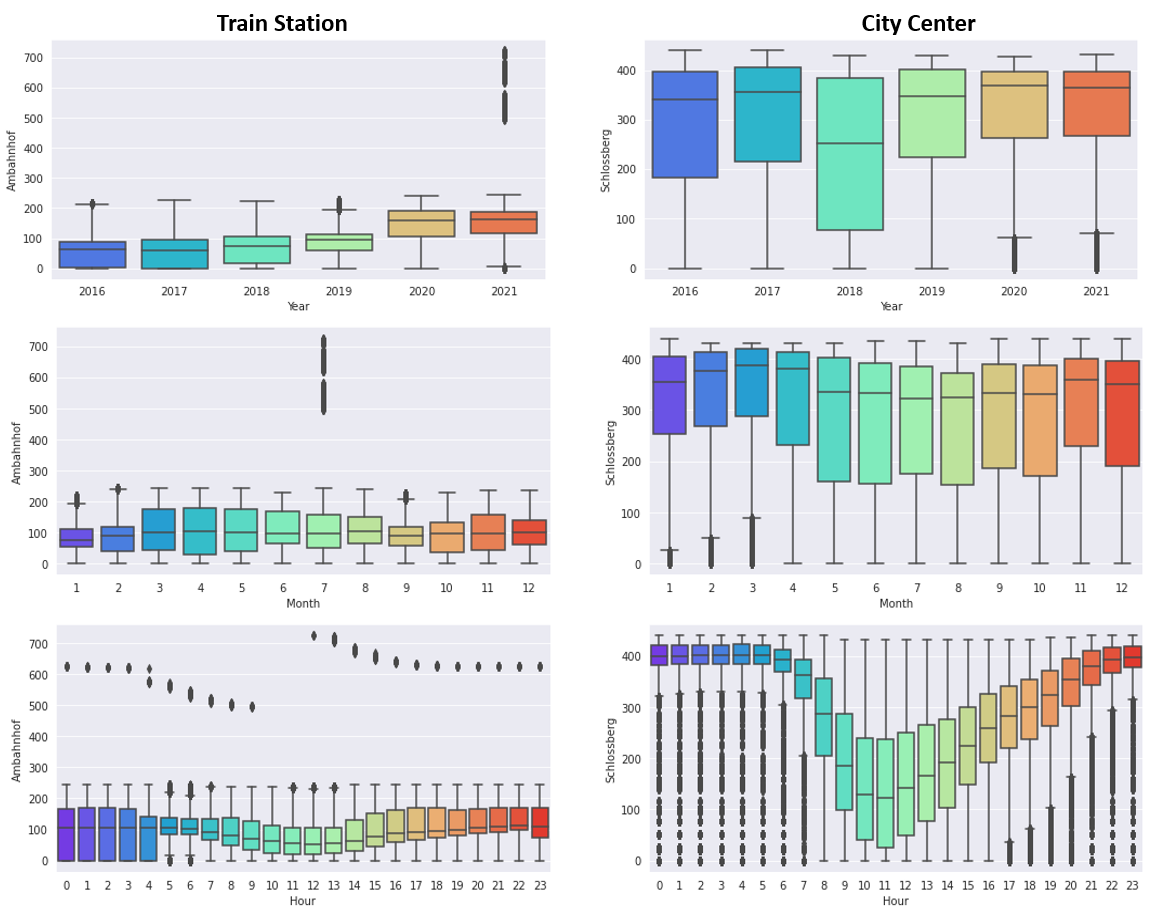 Train Station
City Center
700
600
500
400
300
200
100
0
Ambahnhof
2016 2017 2018 2019 2020 2021
Year
400
300
200
100
0
Schlossberg
2016 2017 2018 2019 2020 2021
Year
700
600
500
400
300
200
100
0
Ambahnhof
1 2 3 4 5 6 7 8 9 10 11 12
Month
400
300
200
100
0
Schlossberg
1 2 3 4 5 6 7 8 9 10 11 12
Month
700
600
500
400
300
200
100
0
Ambahnhof
0 1 2 3 4 5 6 7 8 9 10 11 12 13 14 15 16 17 18 19 20 21 22 23
Hour
400
300
200
100
0
Schlossberg
0 1 2 3 4 5 6 7 8 9 10 11 12 13 14 15 16 17 18 19 20 21 22 23
Hour